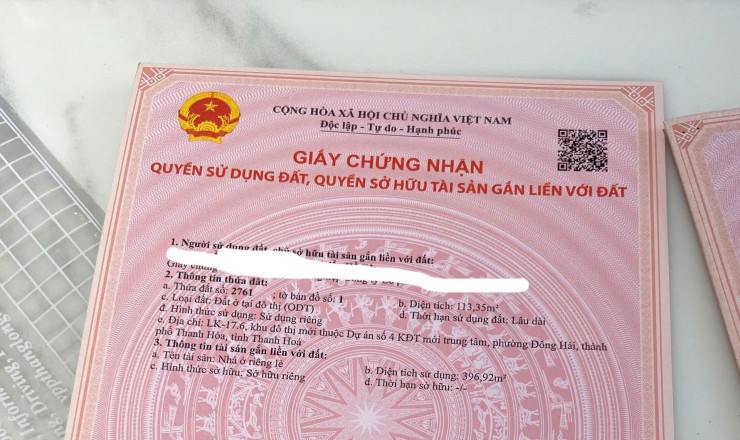 CỘNG HÒA XÃ HỘI CHỦ NGHĨA VIỆT NAM
Độc lập - Tự do - Hạnh phúc
GIẤY CHỨNG NHẬN
QUYỀN SỬ DỤNG ĐẤT, QUYỀN SỞ HỮU TÀI SẢN GẮN LIỀN VỚI ĐẤT
1. Người sử dụng đất, chủ sở hữu tài sản gắn liền với đất:
Giấy chứng
2. Thông tin thửa đất:
a. Thửa đất số: 2761 ; tờ bản đồ số: 1 b. Diện tích: 113,35m²
c. Loại đất: Đất ở tại đô thị (ODT) d. Thời hạn sử dụng đất: Lâu dài
đ. Hình thức sử dụng: Sử dụng riêng
e. Địa chỉ: LK-17.6, khu đô thị mới thuộc Dự án số 4 KĐT mới trung tâm, phường Đông Hải, thành
phố Thanh Hóa, tỉnh Thanh Hoá
3. Thông tin tài sản gắn liền với đất:
a. Tên tài sản: Nhà ở riêng lẻ b. Diện tích sử dụng: 396,92m²
c. Hình thức sở hữu: Sở hữu riêng d. Thời hạn sở hữu: -/-